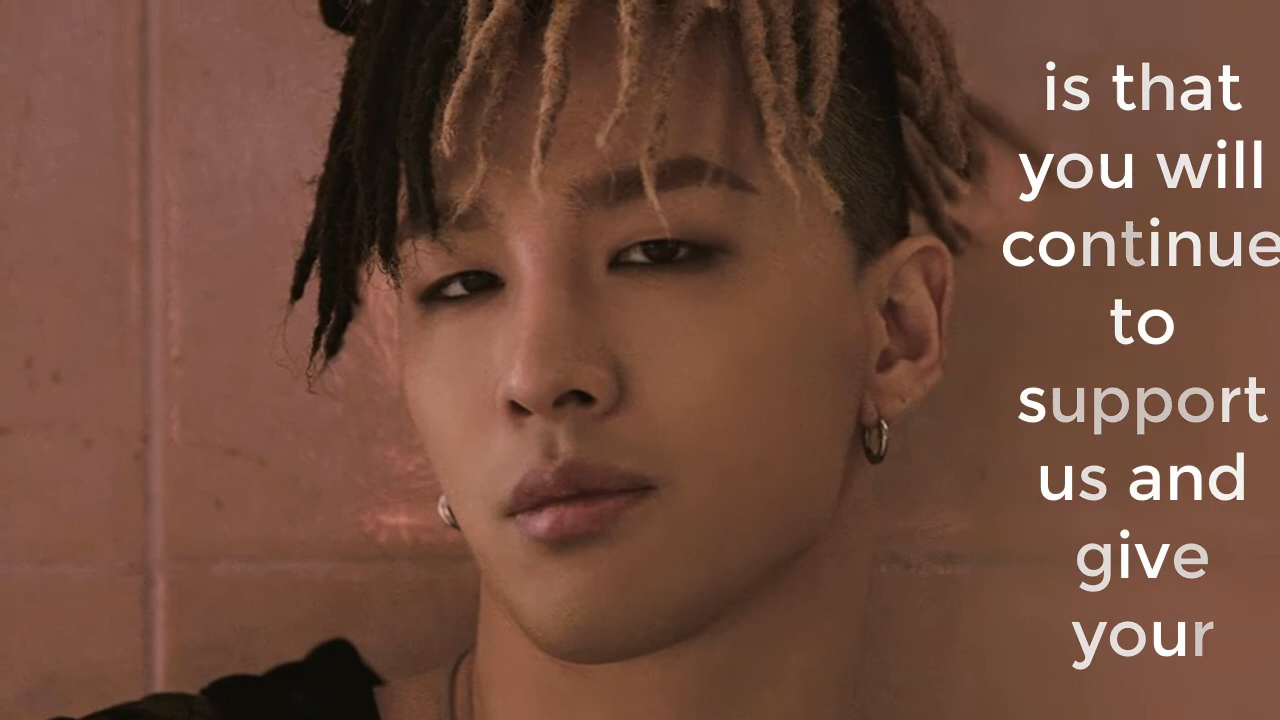 is that
you will
continue
to
support
us and
give
your